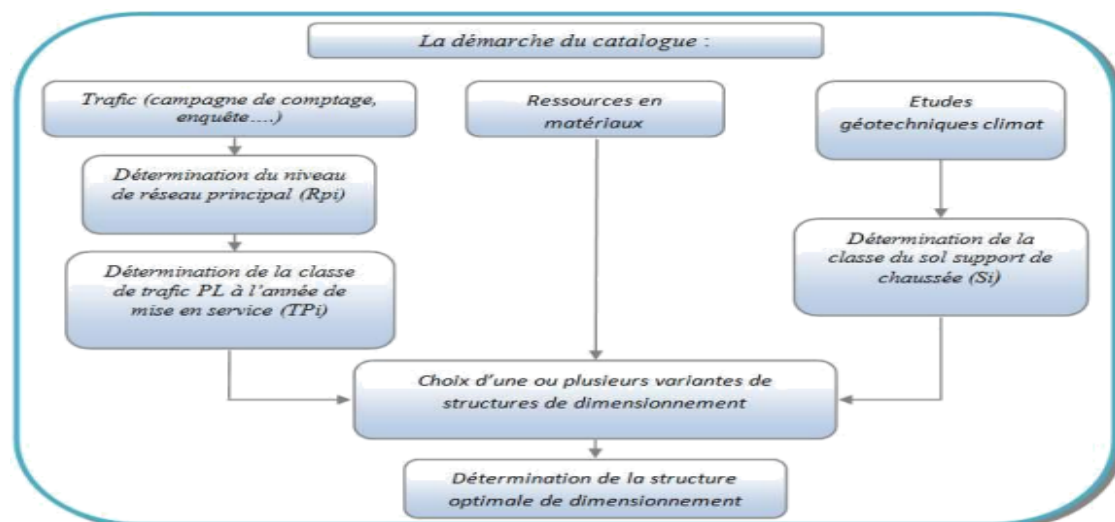 La démarche du catalogue :
Trafic (campagne de comptage,
enquête….)
Détermination du niveau
de réseau principal (Rpi)
Détermination de la classe
de trafic PL à l’année de
mise en service (TPi)
Ressources en
matériaux
Etudes
géotechniques climat
Détermination de la
classe du sol support de
chaussée (Si)
Choix d’une ou plusieurs variantes de
structures de dimensionnement
Détermination de la structure
optimale de dimensionnement